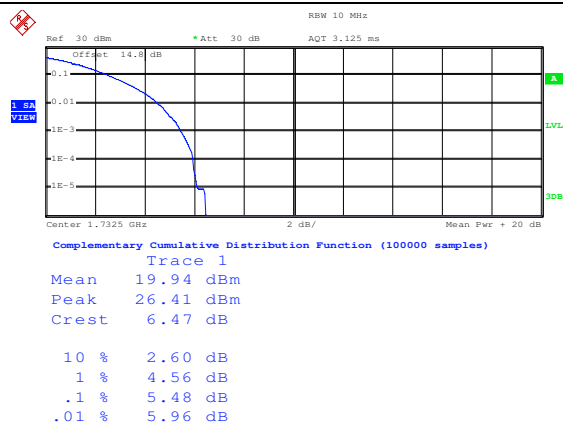 RBW 10 MHz
Ref 30 dBm *Att 30 dB AQT 3.125 ms
Offset 14.8 dB
0.1
A
0.01
1 SA
VIEW
1E-3
LVL
1E-4
1E-5
3DB
Center 1.7325 GHz 2 dB/ Mean Pwr + 20 dB
Complementary Cumulative Distribution Function (100000 samples)
Trace 1
Mean 19.94 dBm
Peak 26.41 dBm
Crest 6.47 dB
10 % 2.60 dB
1 % 4.56 dB
.1 % 5.48 dB
.01 % 5.96 dB